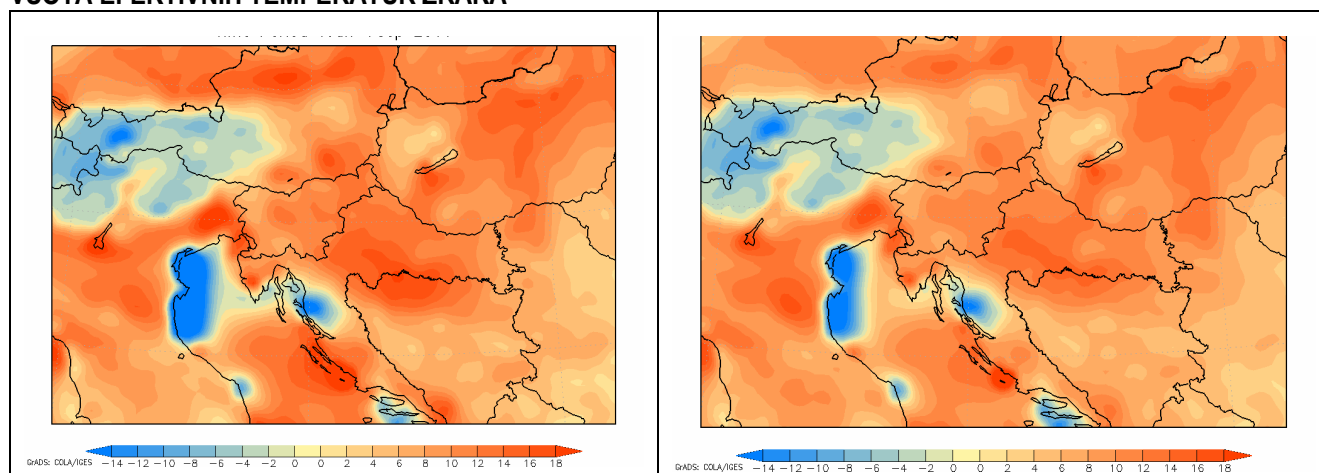 VSOTA EFEKTIVNIH TEMPERATUR ZRAKA
GrADS: COLA/IGES
−14 −12 −10 −8 −6 −4 −2 0 0 2 4 6 8 10 12 14 16 18
GrADS: COLA/IGES
−14 −12 −10 −8 −6 −4 −2 0 0 2 4 6 8 10 12 14 16 18